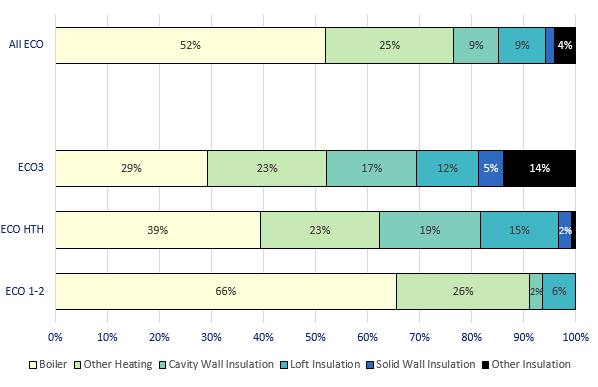 All ECO
52% 25% 9% 9% 4%
ECO3
29% 23% 17% 12% 5% 14%
ECO HTH
39% 23% 19% 15% 2%
ECO 1-2
66% 26% 2% 6%
0% 10% 20% 30% 40% 50% 60% 70% 80% 90% 100%
Boiler Other Heating Cavity Wall Insulation Loft Insulation Solid Wall Insulation Other Insulation